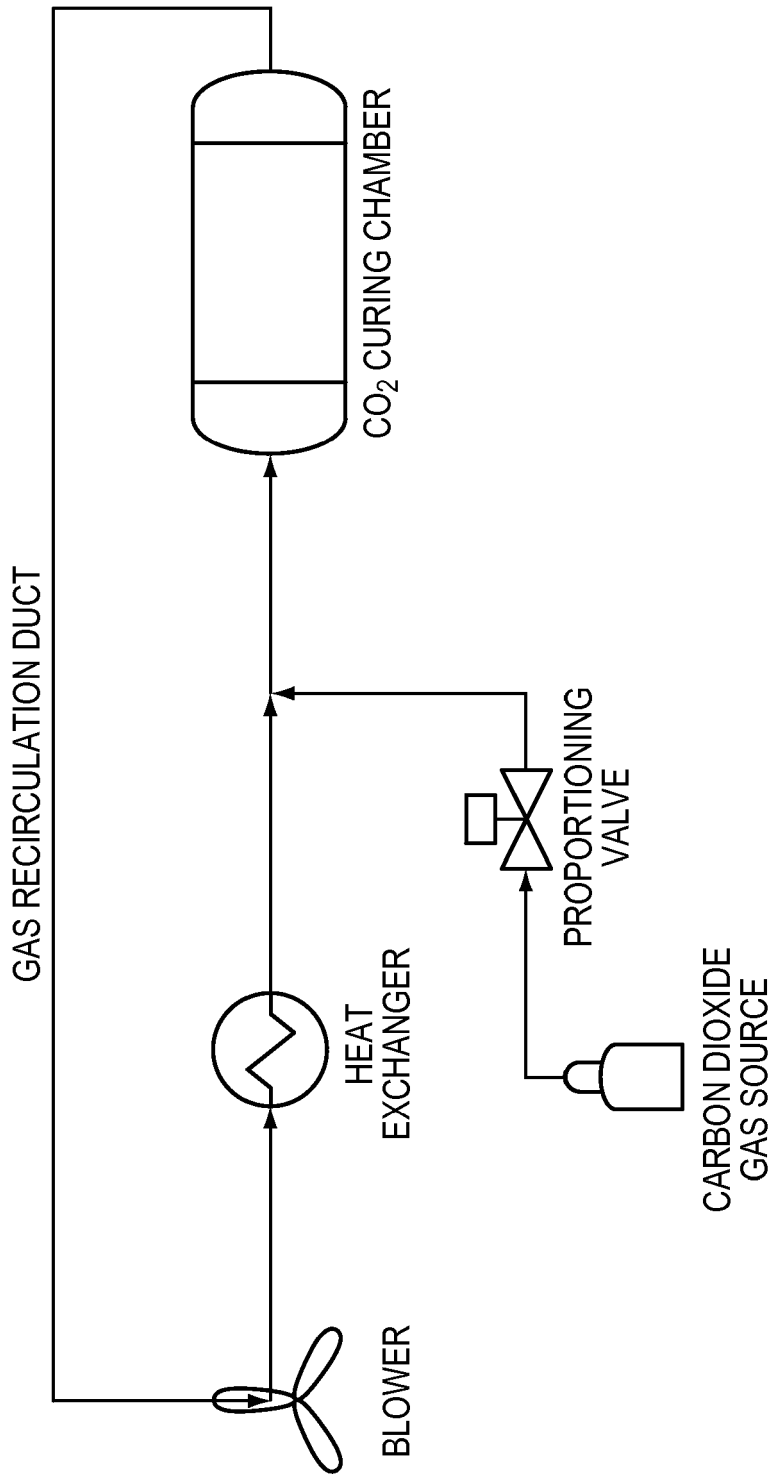 GAS RECIRCULATION DUCT
BLOWER
HEAT
EXCHANGER
CO₂ CURING CHAMBER
PROPORTIONING
VALVE
CARBON DIOXIDE
GAS SOURCE